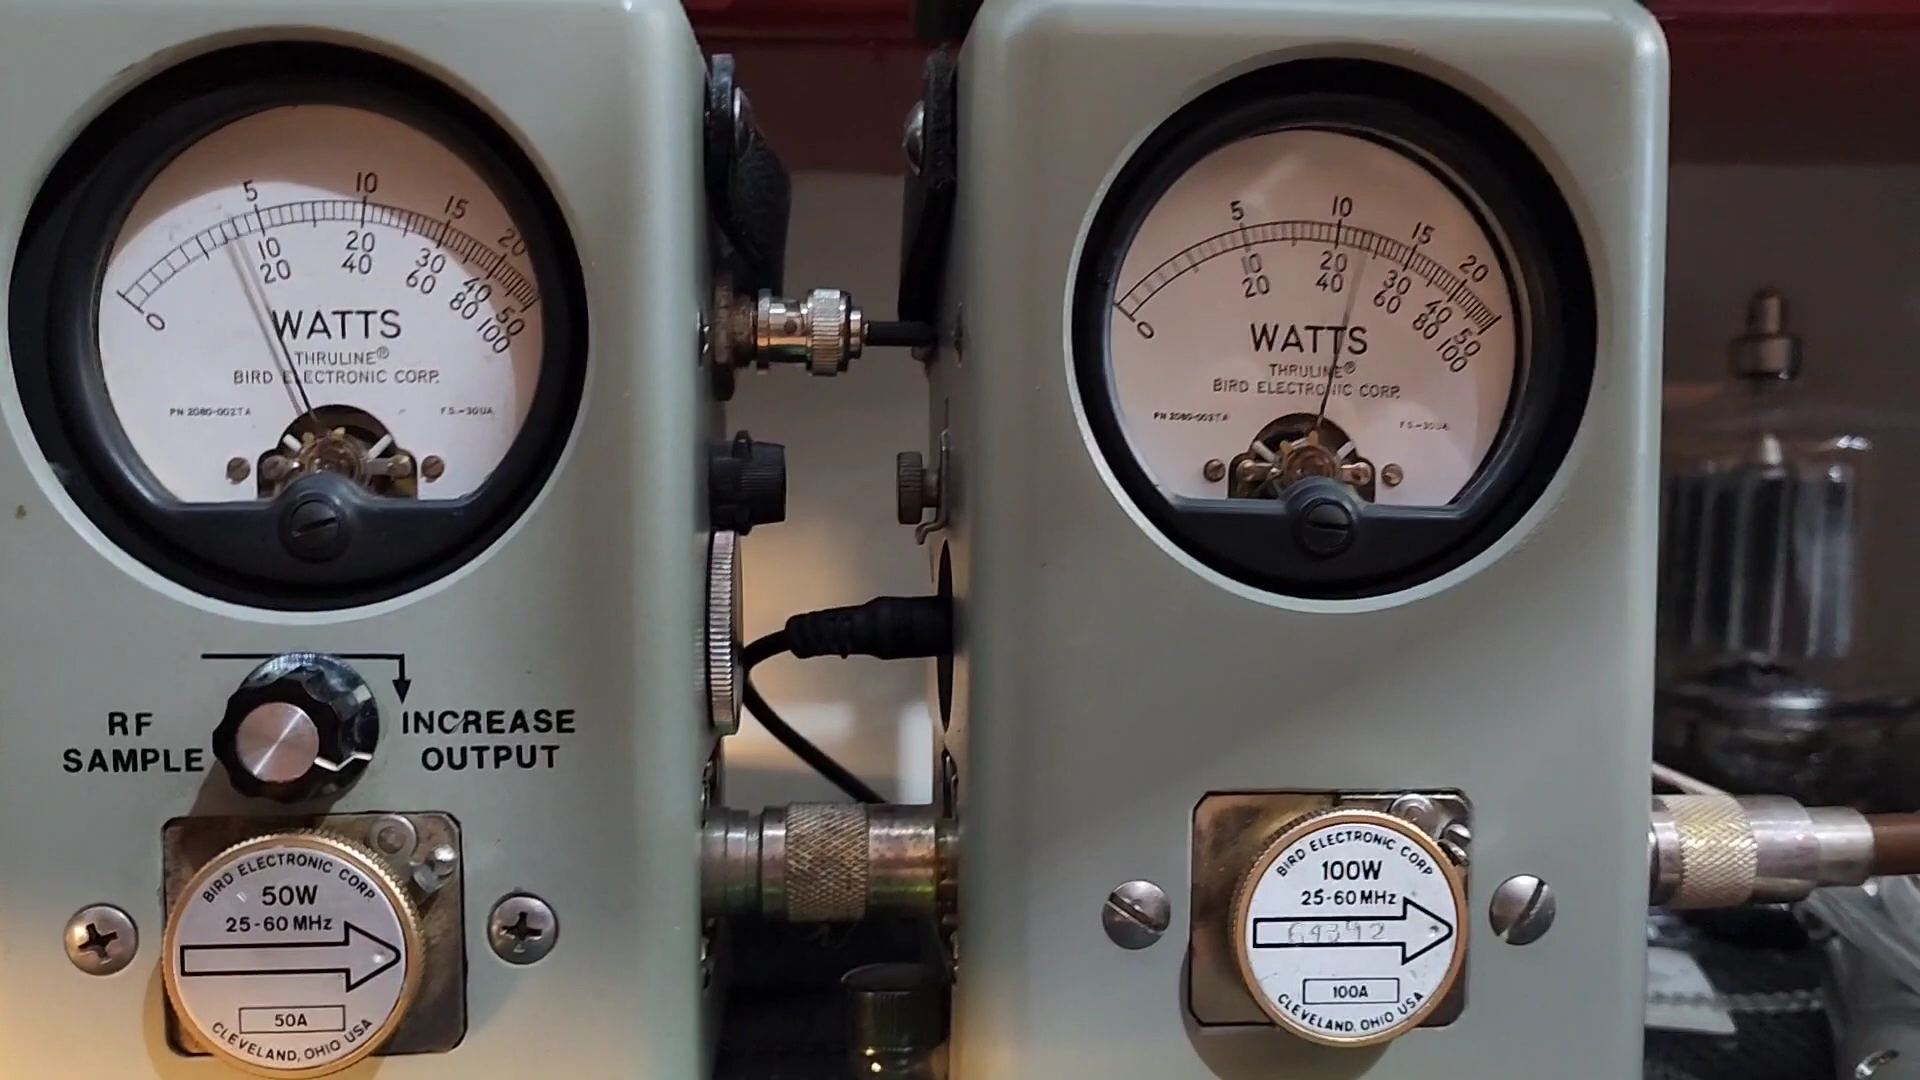 5 10 15 20
0 10 20 30 40 50
20 40 60 80 100
WATTS
THRULINE®
BIRD ELECTRONIC CORP.
PN 2080-002TA F.S.-30UA
RF
SAMPLE
INCREASE
OUTPUT
BIRD ELECTRONIC CORP.
50W
25-60 MHz
50A
CLEVELAND, OHIO USA
5 10 15 20
0 10 20 30 40 50
20 40 60 80 100
WATTS
THRULINE®
BIRD ELECTRONIC CORP.
PN 2080-002TA F.S.-30UA
BIRD ELECTRONIC CORP
100W
25-60 MHz
64392
100A
CLEVELAND, OHIO USA